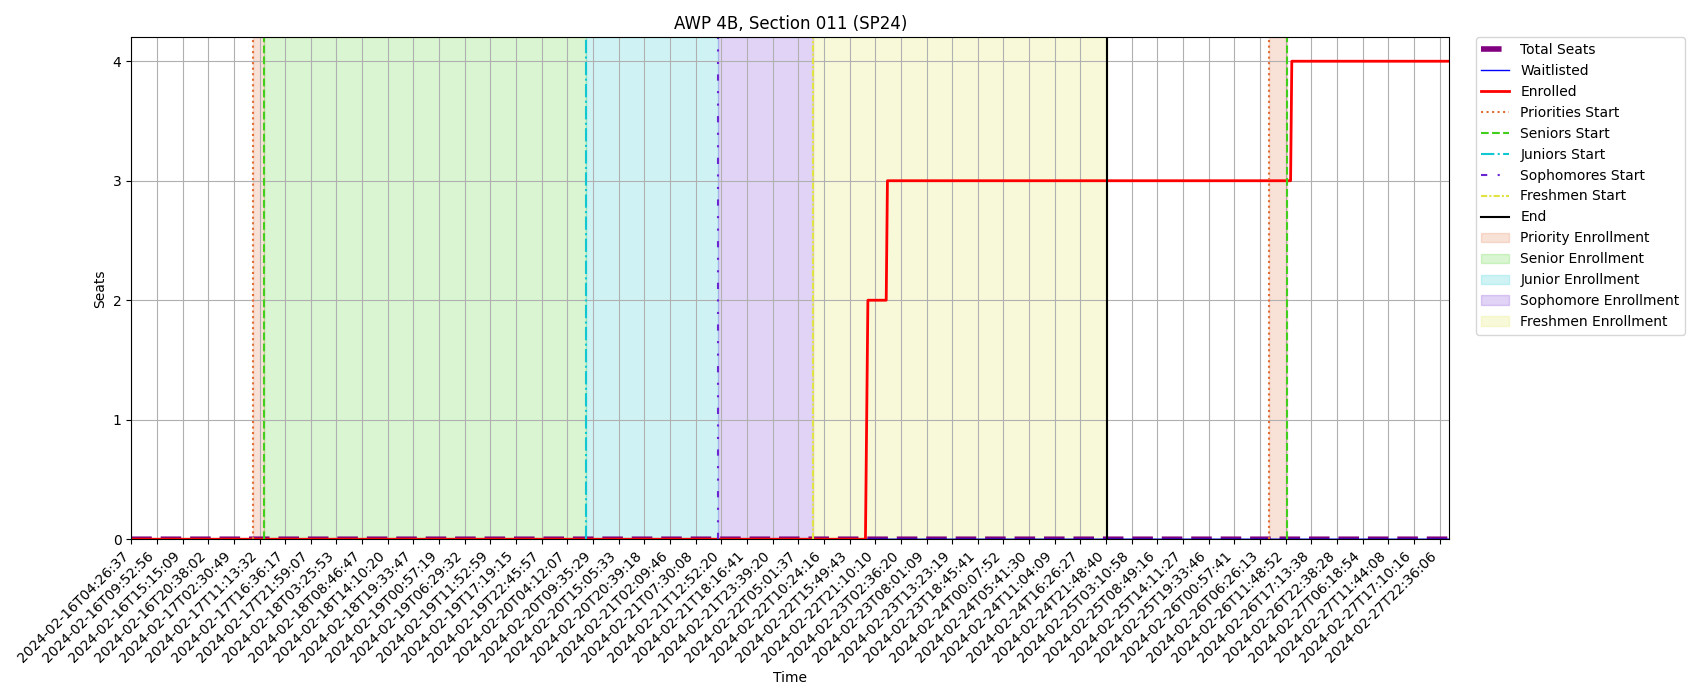 AWP 4B, Section 011 (SP24)
Seats
4
3
2
1
0
2024-02-16T04:26:37
2024-02-16T09:52:56
2024-02-16T15:15:09
2024-02-16T20:38:02
2024-02-17T02:30:49
2024-02-17T11:13:32
2024-02-17T16:36:17
2024-02-17T21:59:07
2024-02-18T03:25:53
2024-02-18T08:46:47
2024-02-18T14:10:20
2024-02-18T19:33:47
2024-02-19T00:57:19
2024-02-19T06:29:32
2024-02-19T11:52:59
2024-02-19T17:19:15
2024-02-19T22:45:57
2024-02-20T04:12:07
2024-02-20T09:35:29
2024-02-20T15:05:33
2024-02-20T20:39:18
2024-02-21T02:09:46
2024-02-21T07:30:08
2024-02-21T12:52:20
2024-02-21T18:16:41
2024-02-21T23:39:20
2024-02-22T05:01:37
2024-02-22T10:24:16
2024-02-22T15:49:43
2024-02-22T21:10:10
2024-02-23T02:36:20
2024-02-23T08:01:09
2024-02-23T13:23:19
2024-02-23T18:45:41
2024-02-24T00:07:52
2024-02-24T05:41:30
2024-02-24T11:04:09
2024-02-24T16:26:27
2024-02-24T21:48:40
2024-02-25T03:10:58
2024-02-25T08:49:16
2024-02-25T14:11:27
2024-02-25T19:33:46
2024-02-26T00:57:41
2024-02-26T06:26:13
2024-02-26T11:48:52
2024-02-26T17:13:38
2024-02-26T22:38:28
2024-02-27T06:18:54
2024-02-27T11:44:08
2024-02-27T17:10:16
2024-02-27T22:36:06
Time
Total Seats
Waitlisted
Enrolled
Priorities Start
Seniors Start
Juniors Start
Sophomores Start
Freshmen Start
End
Priority Enrollment
Senior Enrollment
Junior Enrollment
Sophomore Enrollment
Freshmen Enrollment